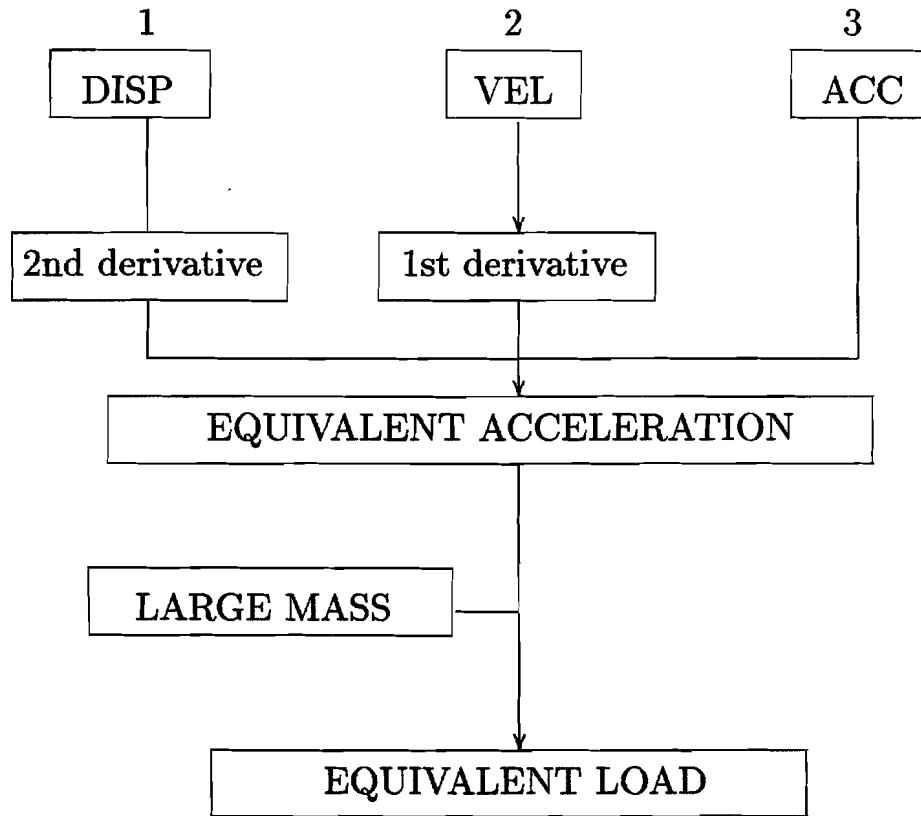 1 2 3
DISP VEL ACC
2nd derivative 1st derivative
EQUIVALENT ACCELERATION
LARGE MASS
EQUIVALENT LOAD